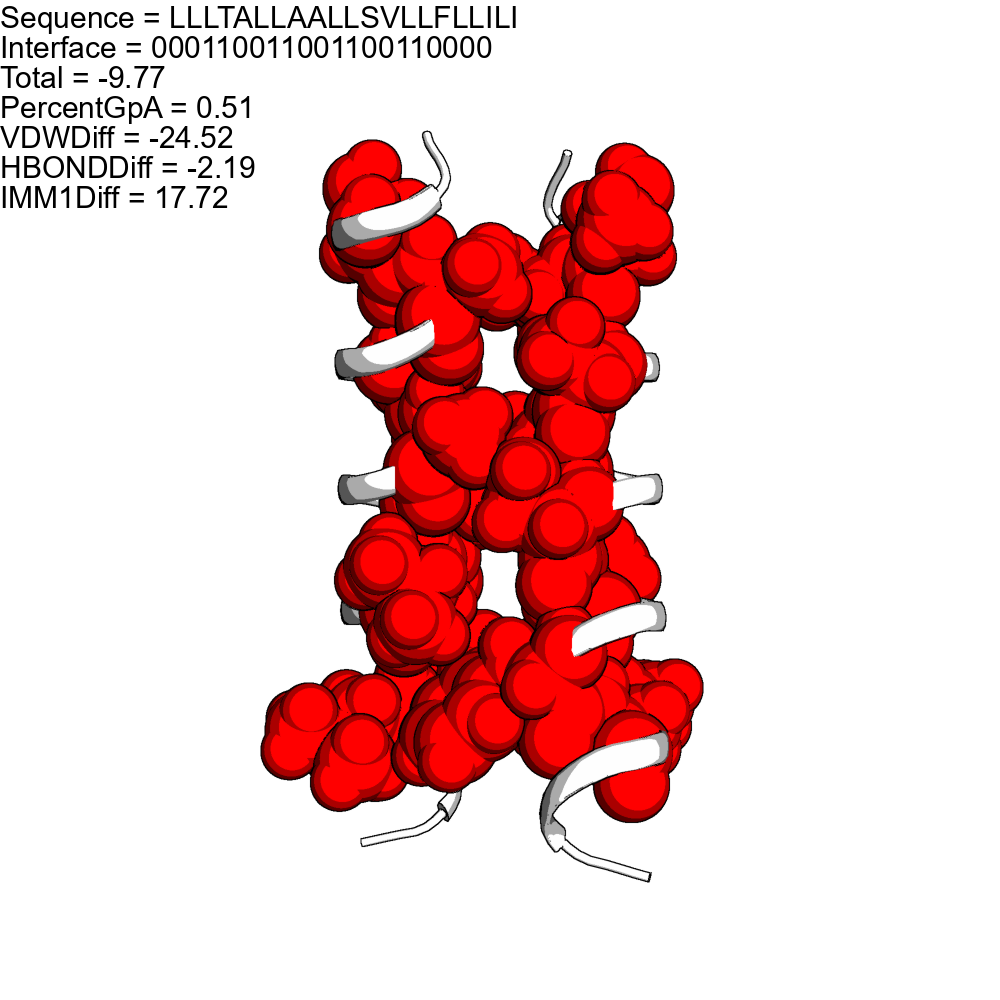 Sequence = LLLTALLAALLSVLLFLLILI
Interface = 000110011001100110000
Total = -9.77
PercentGpA = 0.51
VDWDiff = -24.52
HBONDDiff = -2.19
IMM1Diff = 17.72